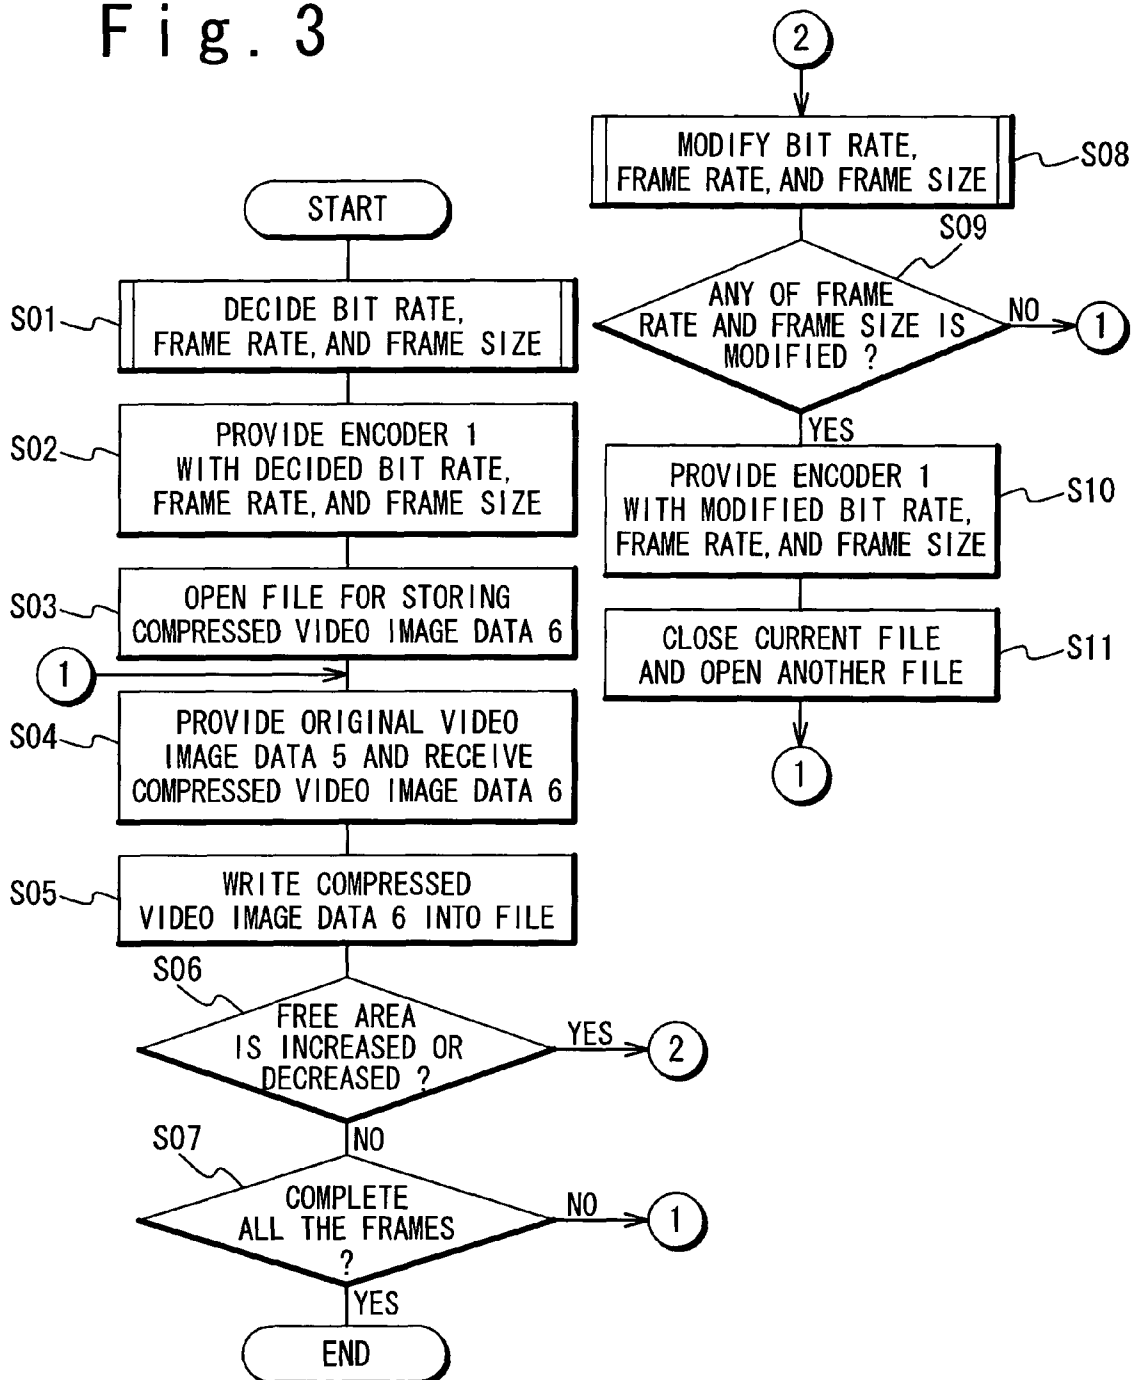 Fig. 3
START
S01
DECIDE BIT RATE,
FRAME RATE, AND FRAME SIZE
S02
PROVIDE ENCODER 1
WITH DECIDED BIT RATE,
FRAME RATE, AND FRAME SIZE
S03
OPEN FILE FOR STORING
COMPRESSED VIDEO IMAGE DATA 6
1
S04
PROVIDE ORIGINAL VIDEO
IMAGE DATA 5 AND RECEIVE
COMPRESSED VIDEO IMAGE DATA 6
S05
WRITE COMPRESSED
VIDEO IMAGE DATA 6 INTO FILE
S06
FREE AREA
IS INCREASED OR
DECREASED ?
YES
2
NO
S07
COMPLETE
ALL THE FRAMES
?
NO
1
YES
END
2
MODIFY BIT RATE,
FRAME RATE, AND FRAME SIZE
S08
S09
ANY OF FRAME
RATE AND FRAME SIZE IS
MODIFIED ?
NO
1
YES
PROVIDE ENCODER 1
WITH MODIFIED BIT RATE,
FRAME RATE, AND FRAME SIZE
S10
CLOSE CURRENT FILE
AND OPEN ANOTHER FILE
S11
1